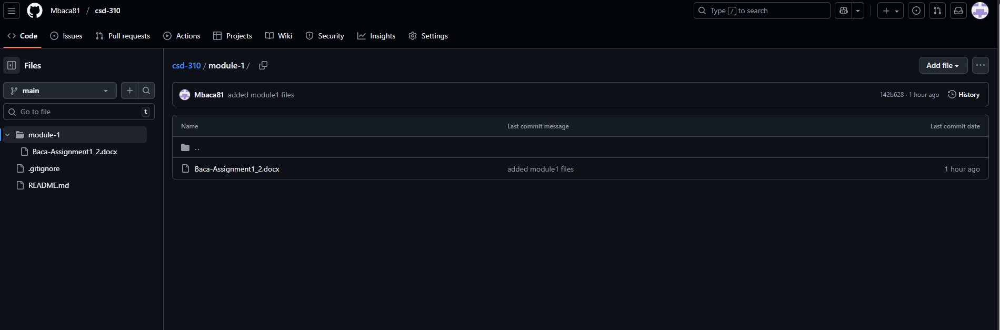 Mbaca81 / csd-310
Type / to search
Code Issues Pull requests Actions Projects Wiki Security Insights Settings
Files
main
Go to file t
module-1
Baca-Assignment1_2.docx
.gitignore
README.md
csd-310 / module-1 /
Add file
Mbaca81 added module1 files
142b628 · 1 hour ago History
Name Last commit message Last commit date
..
Baca-Assignment1_2.docx added module1 files 1 hour ago